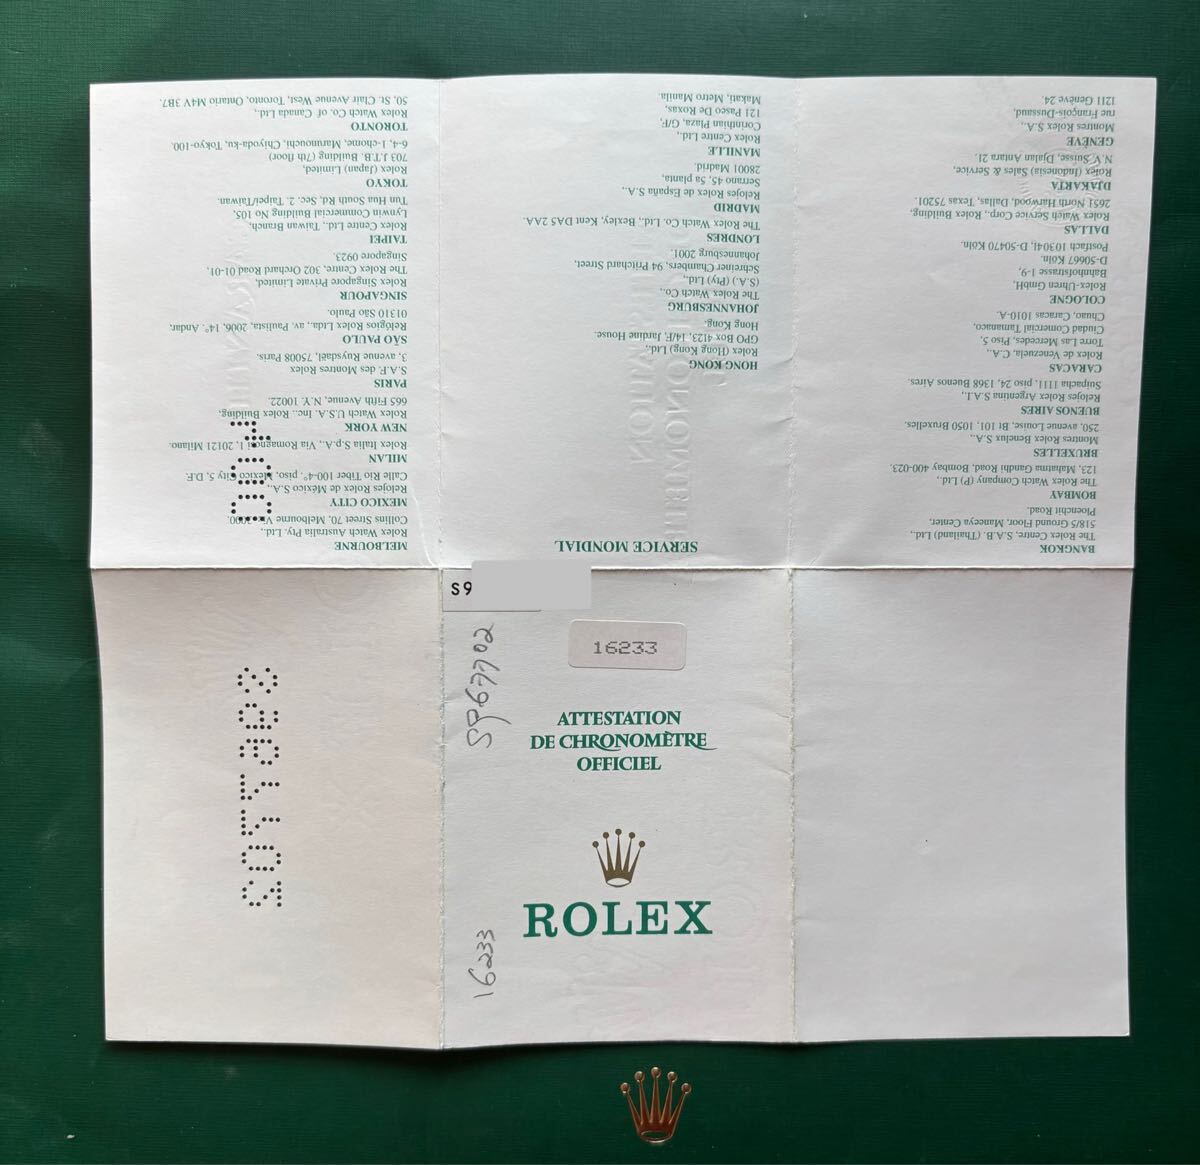 BANGKOK
The Rolex Centre, S.A.B. (Thailand) Ltd.,
518/5 Ground Floor, Maneeya Center,
Ploenchit Road.
BOMBAY
The Rolex Watch Company (P) Ltd.,
123, Mahatma Gandhi Road, Bombay 400-023.
BRUXELLES
Montres Rolex Benelux S.A.,
250, avenue Louise, Bt 101, 1050 Bruxelles.
BUENOS AIRES
Relojes Rolex Argentina S.A.I.,
Suipacha 1111, piso 24, 1368 Buenos Aires.
CARACAS
Rolex de Venezuela, C.A.,
Torre Las Mercedes, Piso 5,
Ciudad Comercial Tamanaco,
Chuao, Caracas 1010-A.
COLOGNE
Rolex Uhren GmbH,
Bahnhofstrasse 1-9,
D-50667 Köln.
Postfach 103041, D-50470 Köln
DALLAS
Rolex Watch Service Corp., Rolex Building,
2651 North Harwood, Dallas, Texas 75201.
DJAKARTA
Rolex (Indonesia) Sales & Service,
N.V. Suisse, Djalan Antara 21.
GENÈVE
Montres Rolex S.A.,
rue François-Dussaud,
1211 Genève 24.
SERVICE MONDIAL
HONG KONG
Rolex (Hong Kong) Ltd.,
GPO Box 4123, 14/F, Jardine House.
Hong Kong.
JOHANNESBURG
The Rolex Watch Co.,
(S.A.) (Pty) Ltd.,
Schreiner Chambers, 94 Pritchard Street,
Johannesburg 2001.
LONDRES
The Rolex Watch Co. Ltd., Bexley, Kent DA5 2AA.
MADRID
Relojes Rolex de España S.A.,
Serrano 45, 5a planta,
28001 Madrid.
MANILLE
Rolex Centre Ltd.,
Corinthian Plaza, G/F,
121 Paseo De Roxas,
Makati, Metro Manila.
MELBOURNE
Rolex Watch Australia Pty. Ltd.,
Collins Street, 70, Melbourne Vic. 3000.
MEXICO CITY
Relojes Rolex de México S.A.,
Calle Rio Tiber 100-4°. piso, Mexico City 5, D.F.
MILAN
Rolex Italia S.p.A., Via Romagnosi 1, 20121 Milano.
NEW YORK
Rolex Watch U.S.A. Inc., Rolex Building,
665 Fifth Avenue, N.Y. 10022.
PARIS
S.A.F. des Montres Rolex
3, avenue Ruysdaël, 75008 Paris.
SÃO PAULO
Relógios Rolex Ltda., av. Paulista, 2006, 14°. Andar,
01310 São Paulo.
SINGAPOUR
Rolex Singapore Private Limited,
The Rolex Centre, 302 Orchard Road 01-01,
Singapore 0923.
TAIPEI
Rolex Centre Ltd., Taiwan Branch,
Lynwin Commercial Building No 105,
Tun Hua South Rd. Sec. 2. Taipei/Taiwan.
TOKYO
Rolex (Japan) Limited,
703 J.T.B. Building (7th floor)
6-4, 1-chome, Marunouchi, Chiyoda-ku, Tokyo-100.
TORONTO
Rolex Watch Co. of Canada Ltd.,
50, St. Clair Avenue West, Toronto, Ontario M4V 3B7.
S9
S967702
16233
ATTESTATION
DE CHRONOMÈTRE
OFFICIEL
ROLEX
16233
S967702